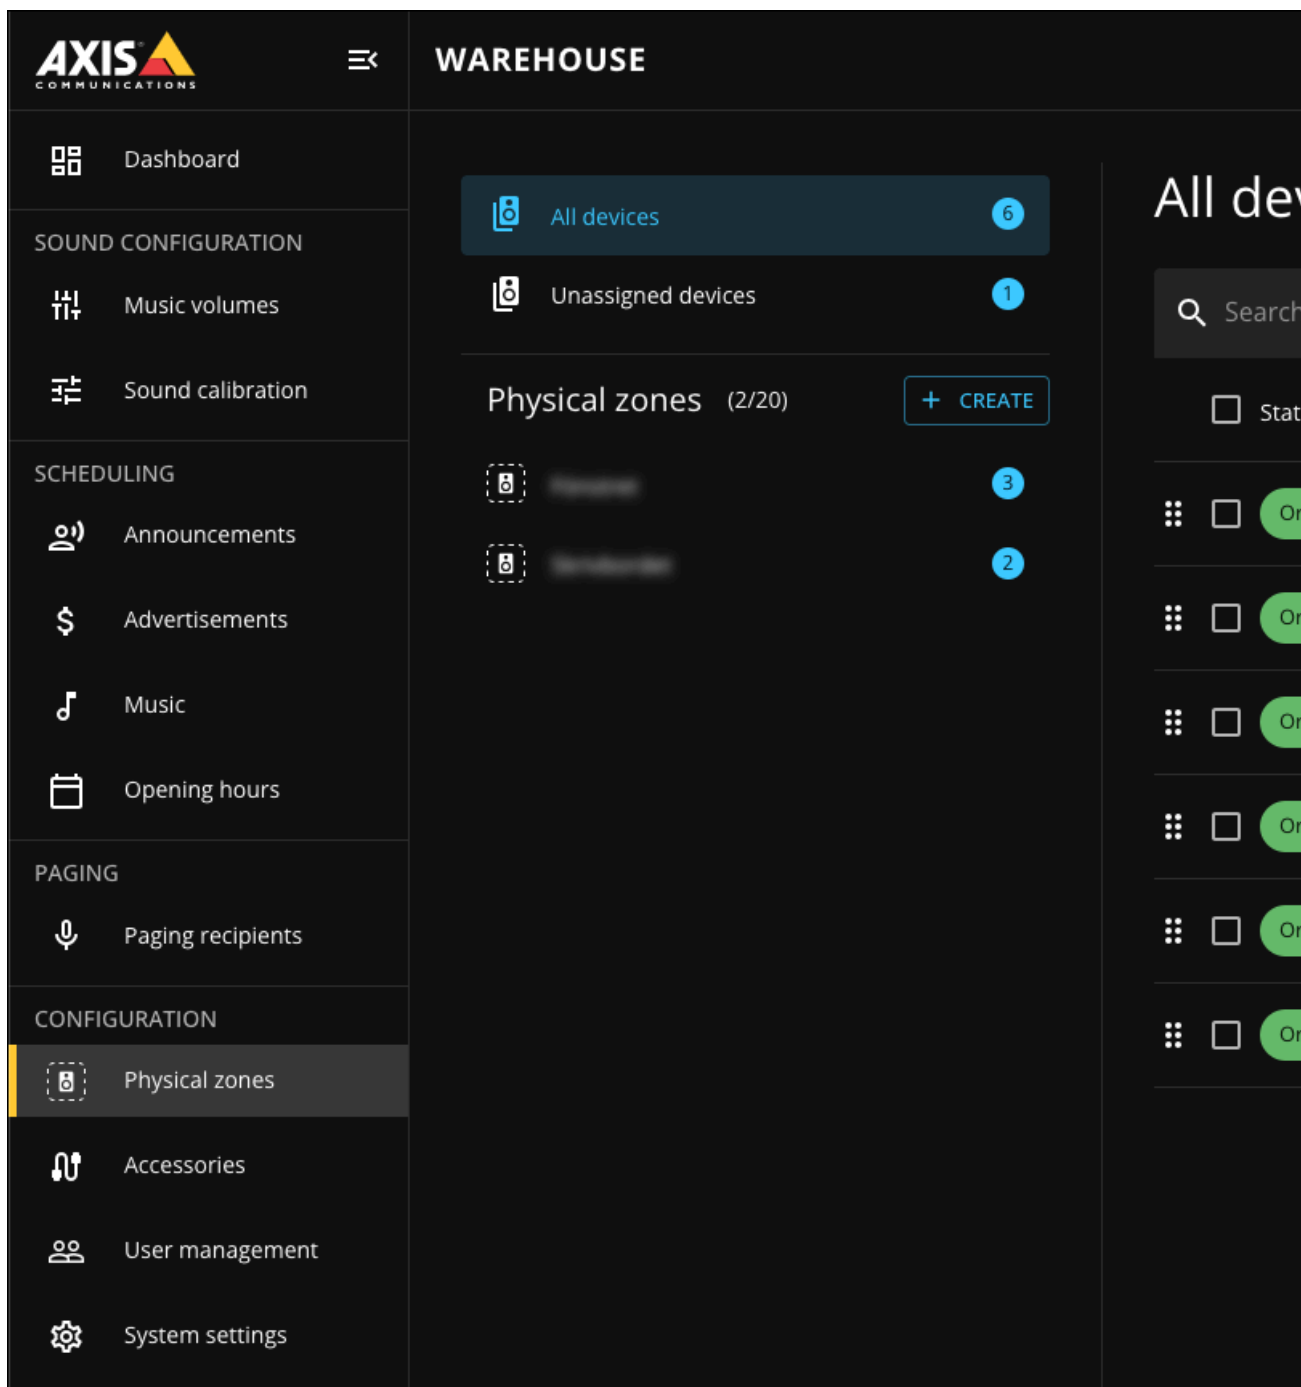 AXIS
COMMUNICATIONS
WAREHOUSE
Dashboard
SOUND CONFIGURATION
Music volumes
Sound calibration
SCHEDULING
Announcements
Advertisements
Music
Opening hours
PAGING
Paging recipients
CONFIGURATION
Physical zones
Accessories
User management
System settings
All devices 6
Unassigned devices 1
Physical zones (2/20) + CREATE
3
2
All dev
Search
Stat
On
On
On
On
On
On